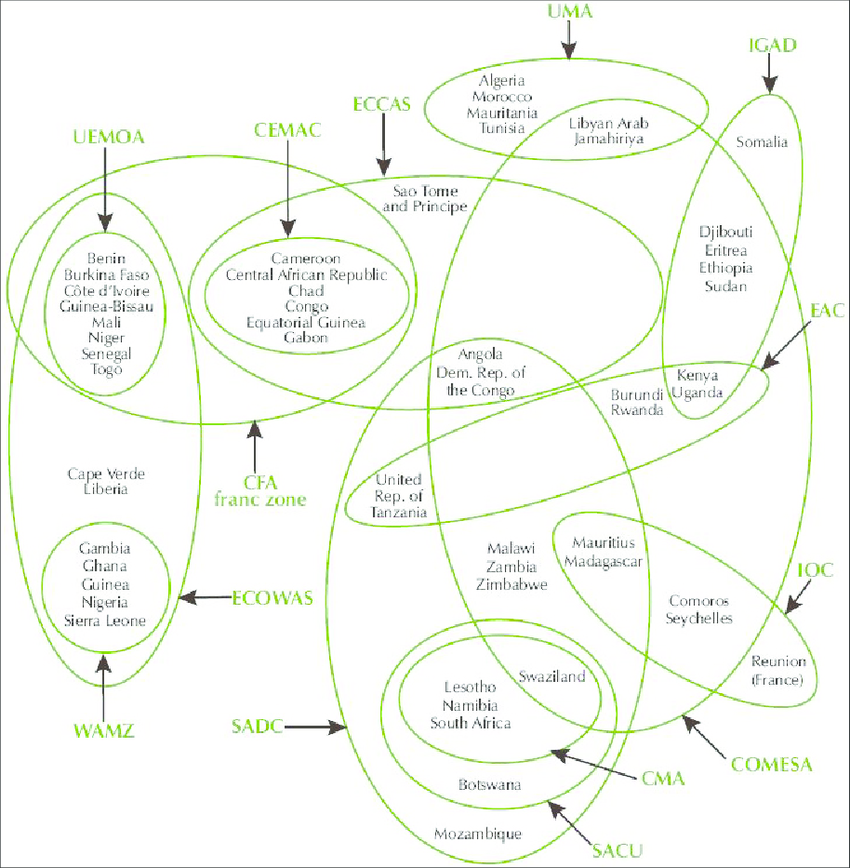 UMA
IGAD
Algeria
Morocco
Mauritania
Tunisia
ECCAS
CEMAC
UEMOA
Libyan Arab
Jamahiriya
Somalia
Sao Tome
and Principe
Djibouti
Eritrea
Ethiopia
Sudan
Benin
Burkina Faso
Côte d'Ivoire
Guinea-Bissau
Mali
Niger
Senegal
Togo
Cameroon
Central African Republic
Chad
Congo
Equatorial Guinea
Gabon
EAC
Angola
Dem. Rep. of
the Congo
Kenya
Uganda
Burundi
Rwanda
Cape Verde
Liberia
CFA
franc zone
United
Rep. of
Tanzania
Gambia
Ghana
Guinea
Nigeria
Sierra Leone
ECOWAS
Malawi
Zambia
Zimbabwe
Mauritius
Madagascar
IOC
Comoros
Seychelles
Reunion
(France)
Swaziland
Lesotho
Namibia
South Africa
WAMZ
SADC
COMESA
CMA
Botswana
Mozambique
SACU